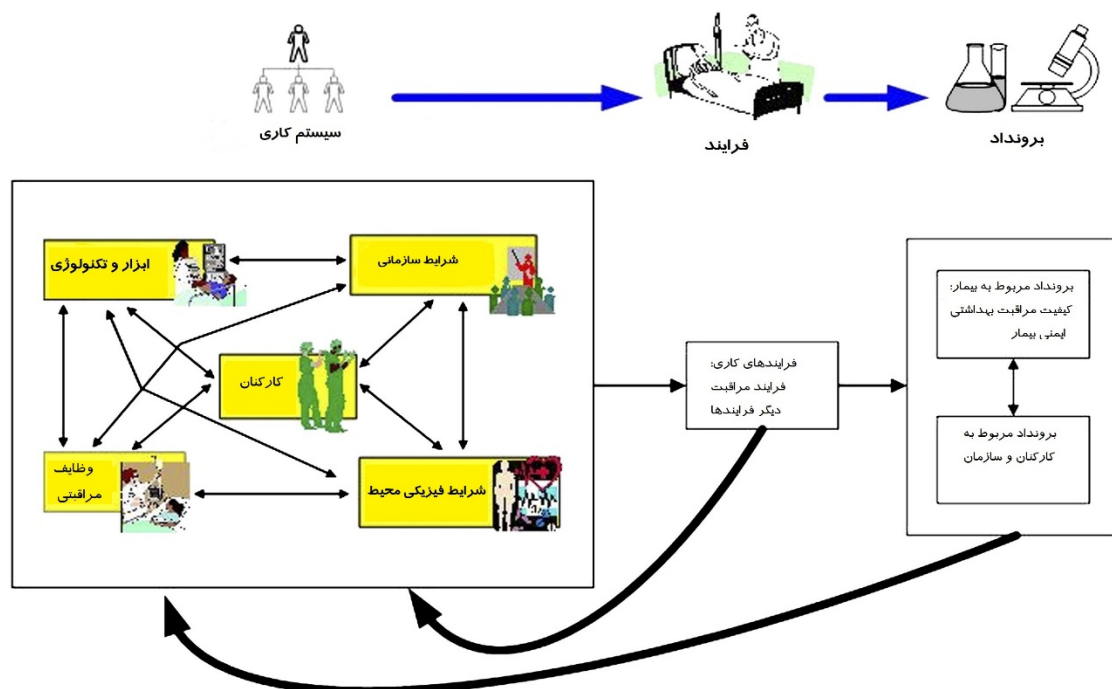 سیستم کاری
فرایند
برونداد
ابزار و تکنولوژی
شرایط سازمانی
کارکنان
وظایف
مراقبتی
شرایط فیزیکی محیط
فرایندهای کاری:
فرایند مراقبت
دیگر فرایندها
برونداد مربوط به بیمار:
کیفیت مراقبت بهداشتی
ایمنی بیمار
برونداد مربوط به
کارکنان و سازمان